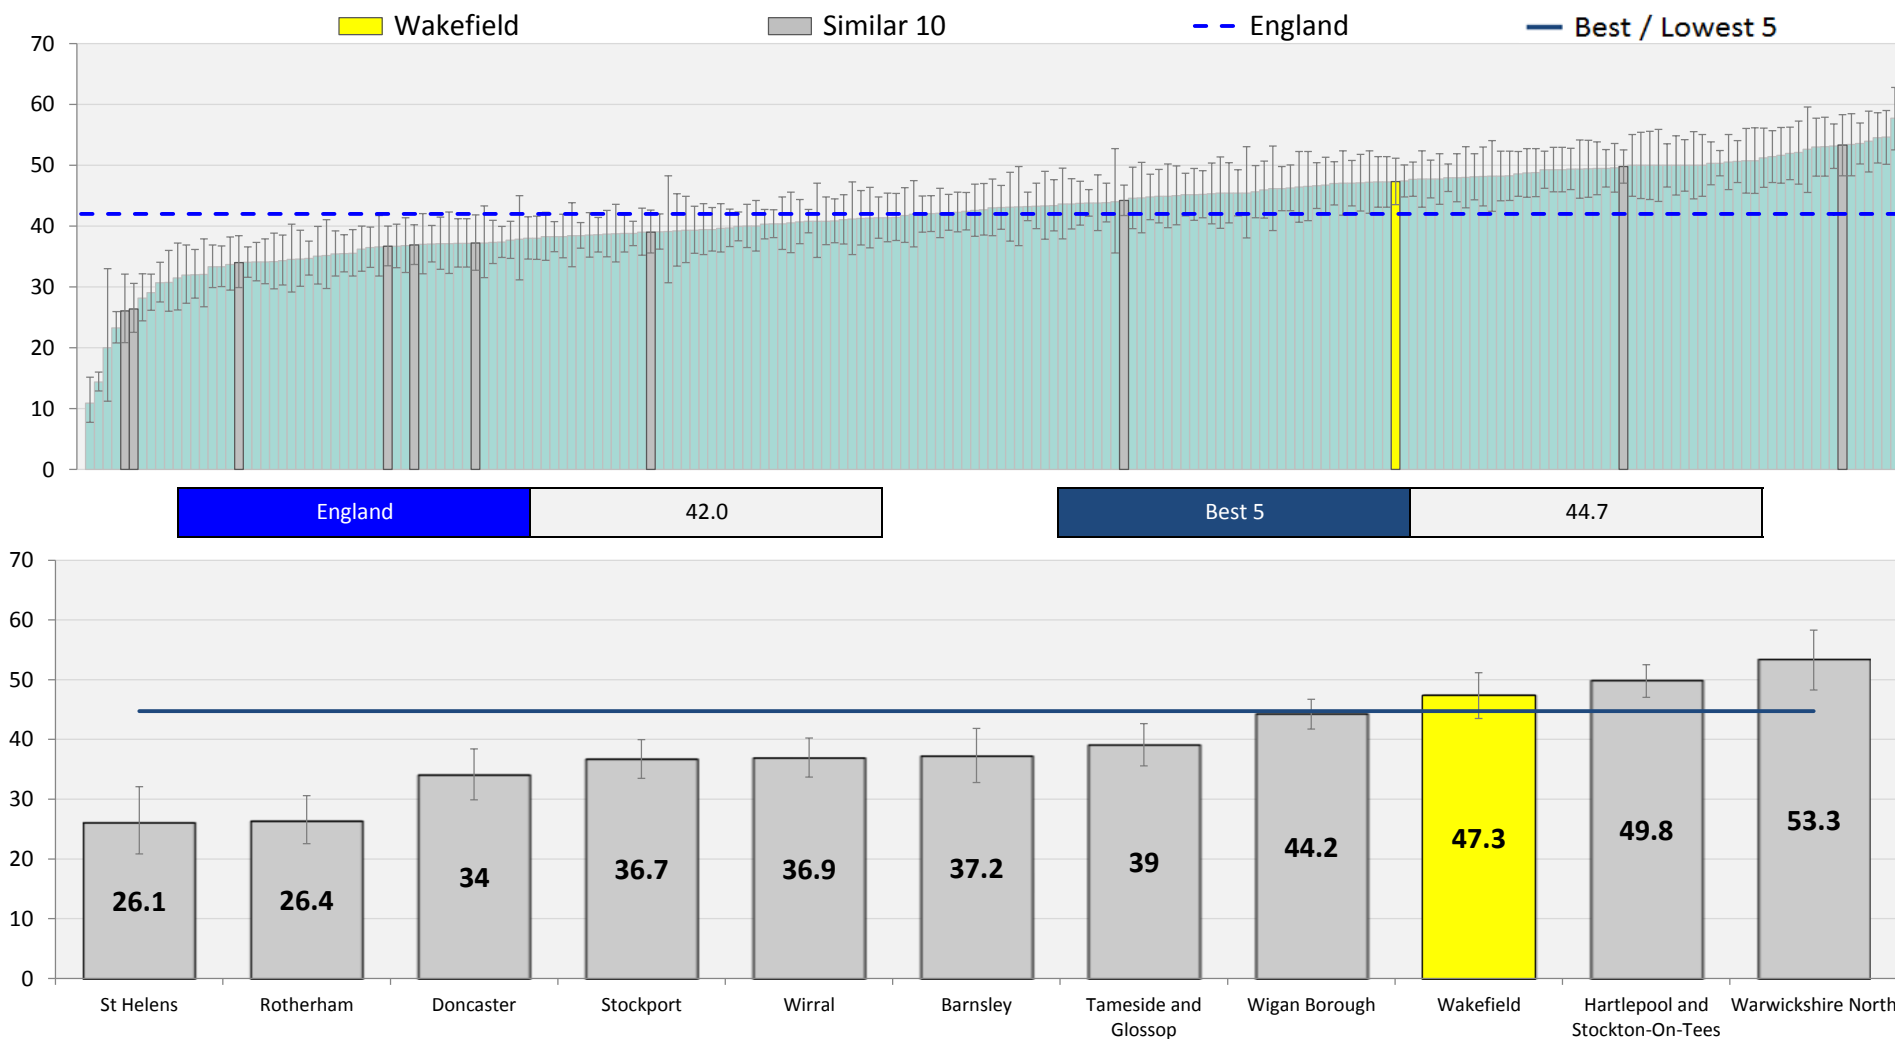 Wakefield
Similar 10
England
Best / Lowest 5
70
60
50
40
30
20
10
0
England 42.0
Best 5 44.7
70
60
50
40
30
20
10
0
26.1
26.4
34
36.7
36.9
37.2
39
44.2
47.3
49.8
53.3
St Helens
Rotherham
Doncaster
Stockport
Wirral
Barnsley
Tameside and
Glossop
Wigan Borough
Wakefield
Hartlepool and
Stockton-On-Tees
Warwickshire North